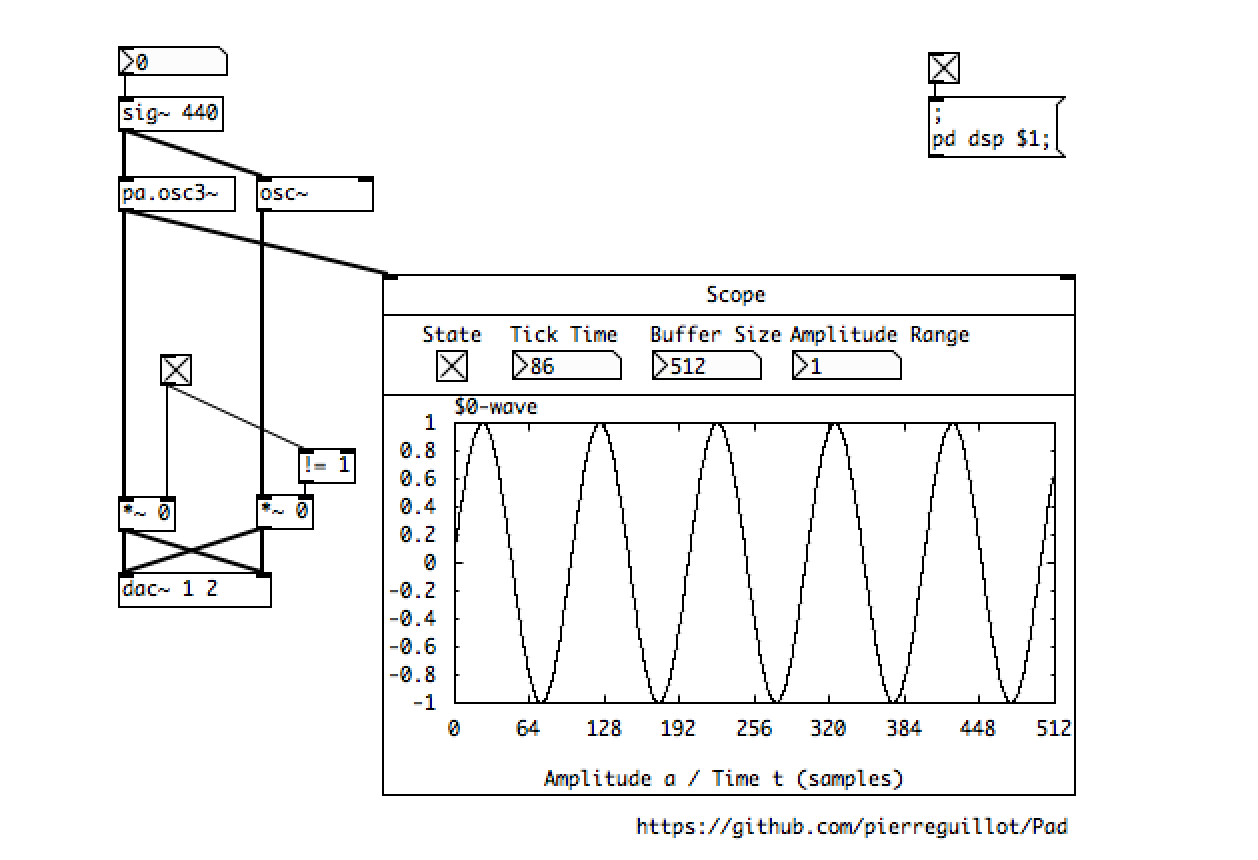 0
sig~ 440
;
pd dsp $1;
pa.osc3~
osc~
Scope
State Tick Time Buffer Size Amplitude Range
86 512 1
$0-wave
1
0.8
0.6
0.4
0.2
0
-0.2
-0.4
-0.6
-0.8
-1
0 64 128 192 256 320 384 448 512
Amplitude a / Time t (samples)
!= 1
*~ 0
*~ 0
dac~ 1 2
https://github.com/pierreguillot/Pad